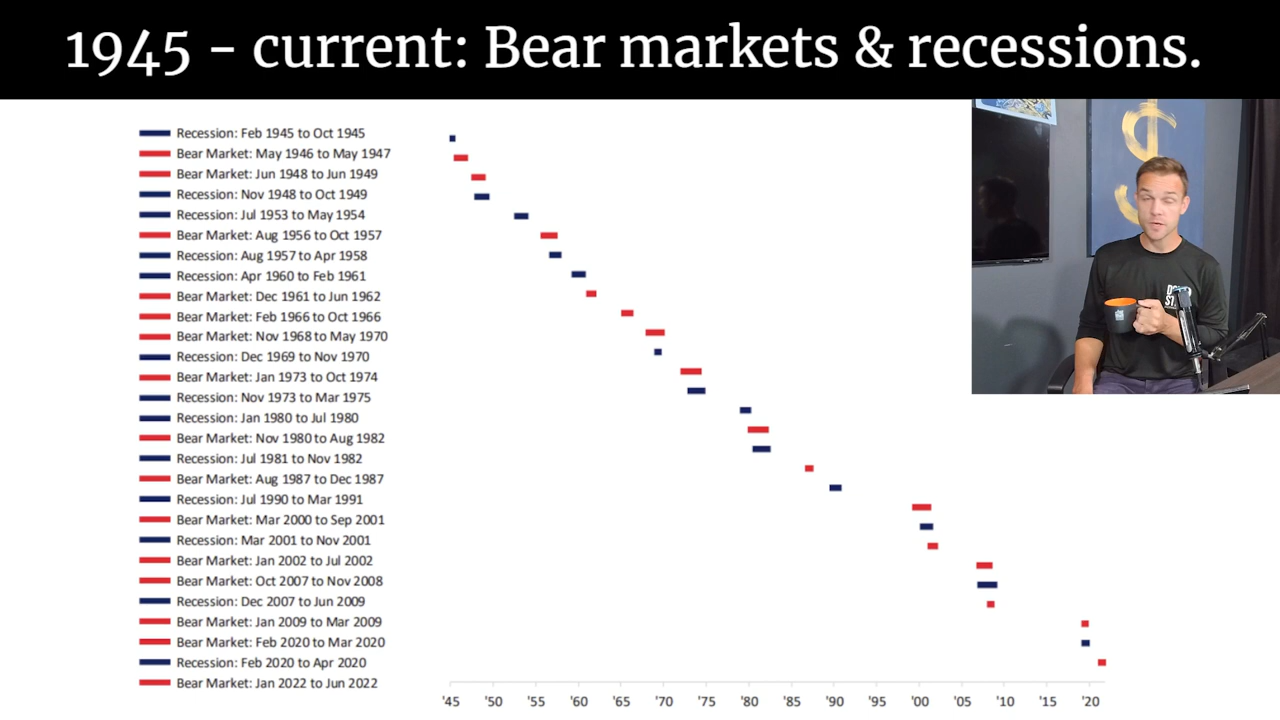 1945 - current: Bear markets & recessions.
Recession: Feb 1945 to Oct 1945
Bear Market: May 1946 to May 1947
Bear Market: Jun 1948 to Jun 1949
Recession: Nov 1948 to Oct 1949
Recession: Jul 1953 to May 1954
Bear Market: Aug 1956 to Oct 1957
Recession: Aug 1957 to Apr 1958
Recession: Apr 1960 to Feb 1961
Bear Market: Dec 1961 to Jun 1962
Bear Market: Feb 1966 to Oct 1966
Bear Market: Nov 1968 to May 1970
Recession: Dec 1969 to Nov 1970
Bear Market: Jan 1973 to Oct 1974
Recession: Nov 1973 to Mar 1975
Recession: Jan 1980 to Jul 1980
Bear Market: Nov 1980 to Aug 1982
Recession: Jul 1981 to Nov 1982
Bear Market: Aug 1987 to Dec 1987
Recession: Jul 1990 to Mar 1991
Bear Market: Mar 2000 to Sep 2001
Recession: Mar 2001 to Nov 2001
Bear Market: Jan 2002 to Jul 2002
Bear Market: Oct 2007 to Nov 2008
Recession: Dec 2007 to Jun 2009
Bear Market: Jan 2009 to Mar 2009
Bear Market: Feb 2020 to Mar 2020
Recession: Feb 2020 to Apr 2020
Bear Market: Jan 2022 to Jun 2022
'45 '50 '55 '60 '65 '70 '75 '80 '85 '90 '95 '00 '05 '10 '15 '20